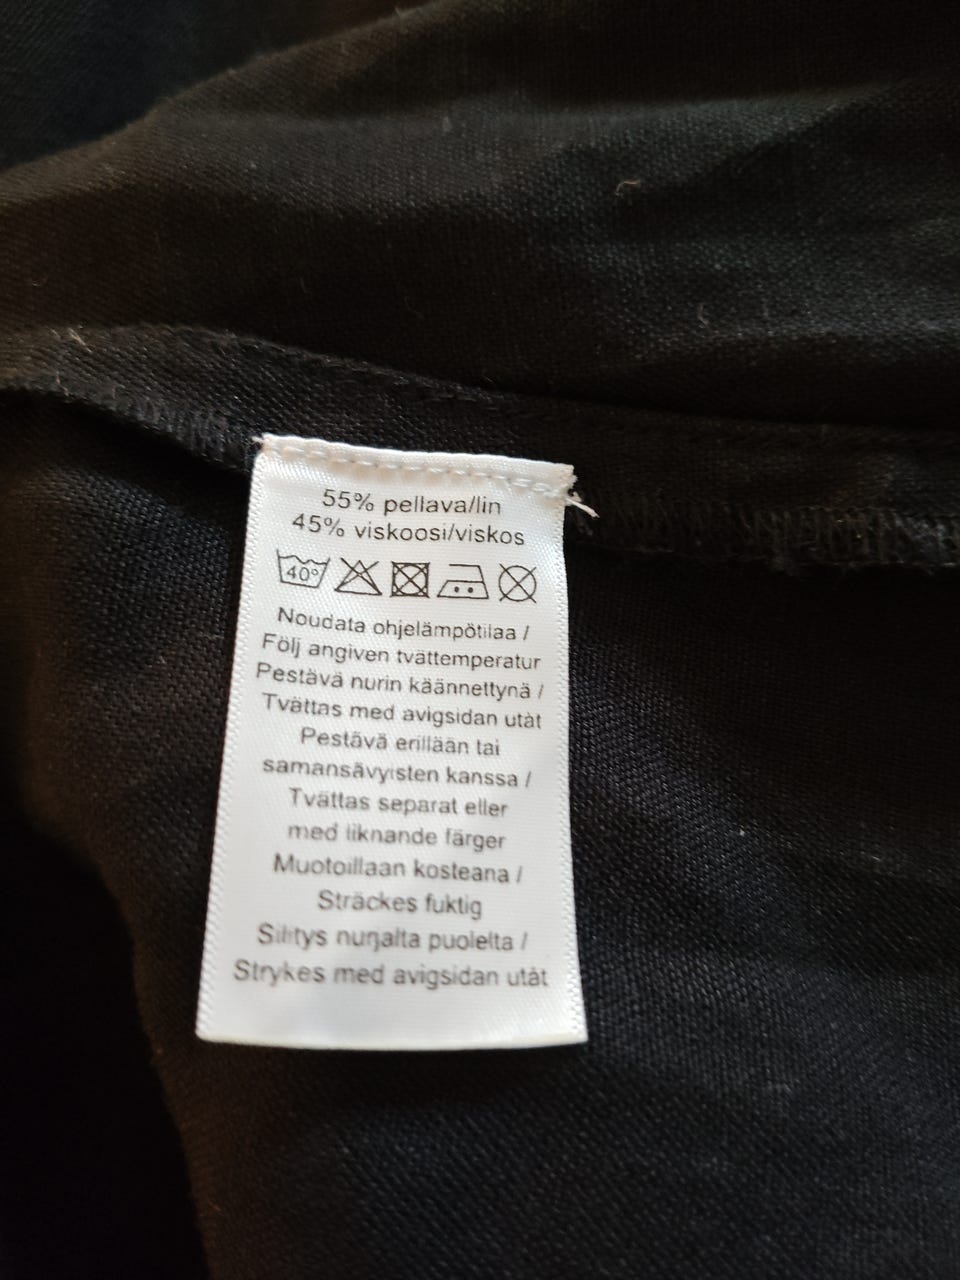 55% pellava/lin
45% viskoosi/viskos
40°
Noudata ohjelämpötilaa /
Följ angiven tvättemperatur
Pestävä nurin käännettynä /
Tvättas med avigsidan utåt
Pestävä erillään tai
samansävyisten kanssa /
Tvättas separat eller
med liknande färger
Muotoillaan kosteana /
Sträckes fuktig
Silitys nurjalta puolelta /
Strykes med avigsidan utåt